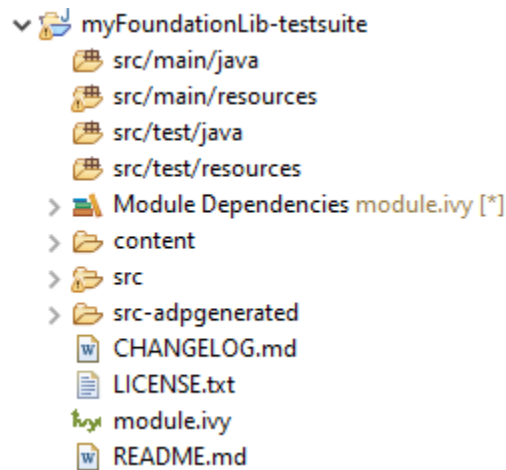 myFoundationLib-testsuite
src/main/java
src/main/resources
src/test/java
src/test/resources
Module Dependencies module.ivy [*]
content
src
src-adpgenerated
CHANGELOG.md
LICENSE.txt
module.ivy
README.md